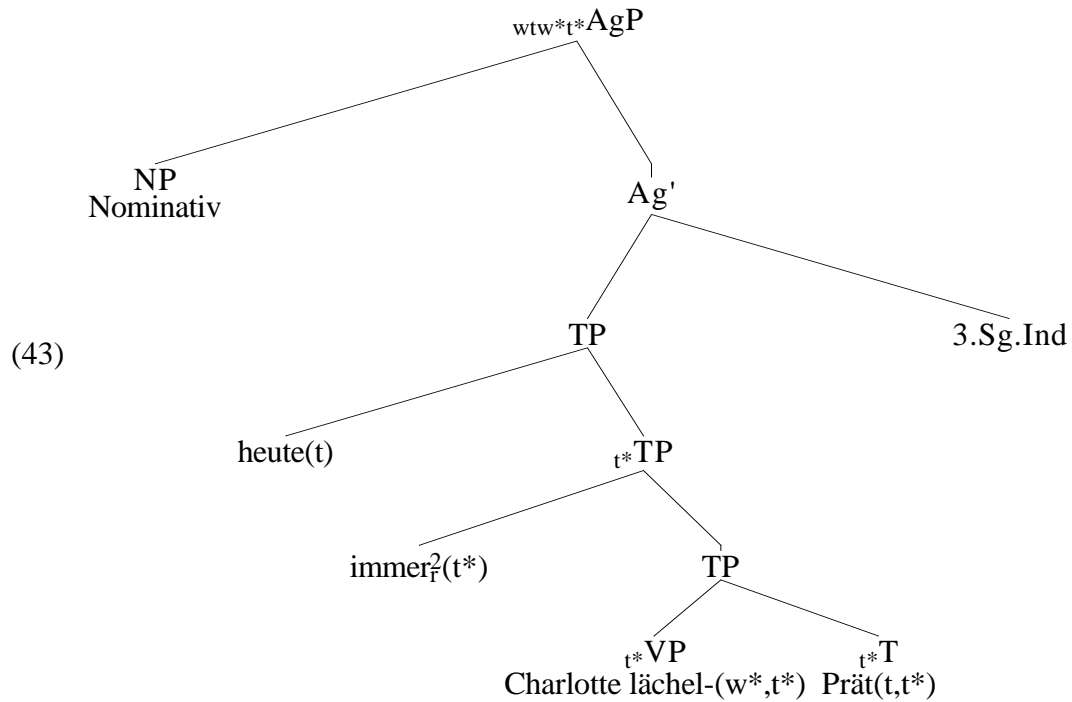 wtw*t*AgP
NP
Nominativ
Ag'
(43)
TP
3.Sg.Ind
heute(t)
t*TP
immer²r̅(t*)
TP
t*VP
t*T
Charlotte lächel-(w*,t*) Prät(t,t*)